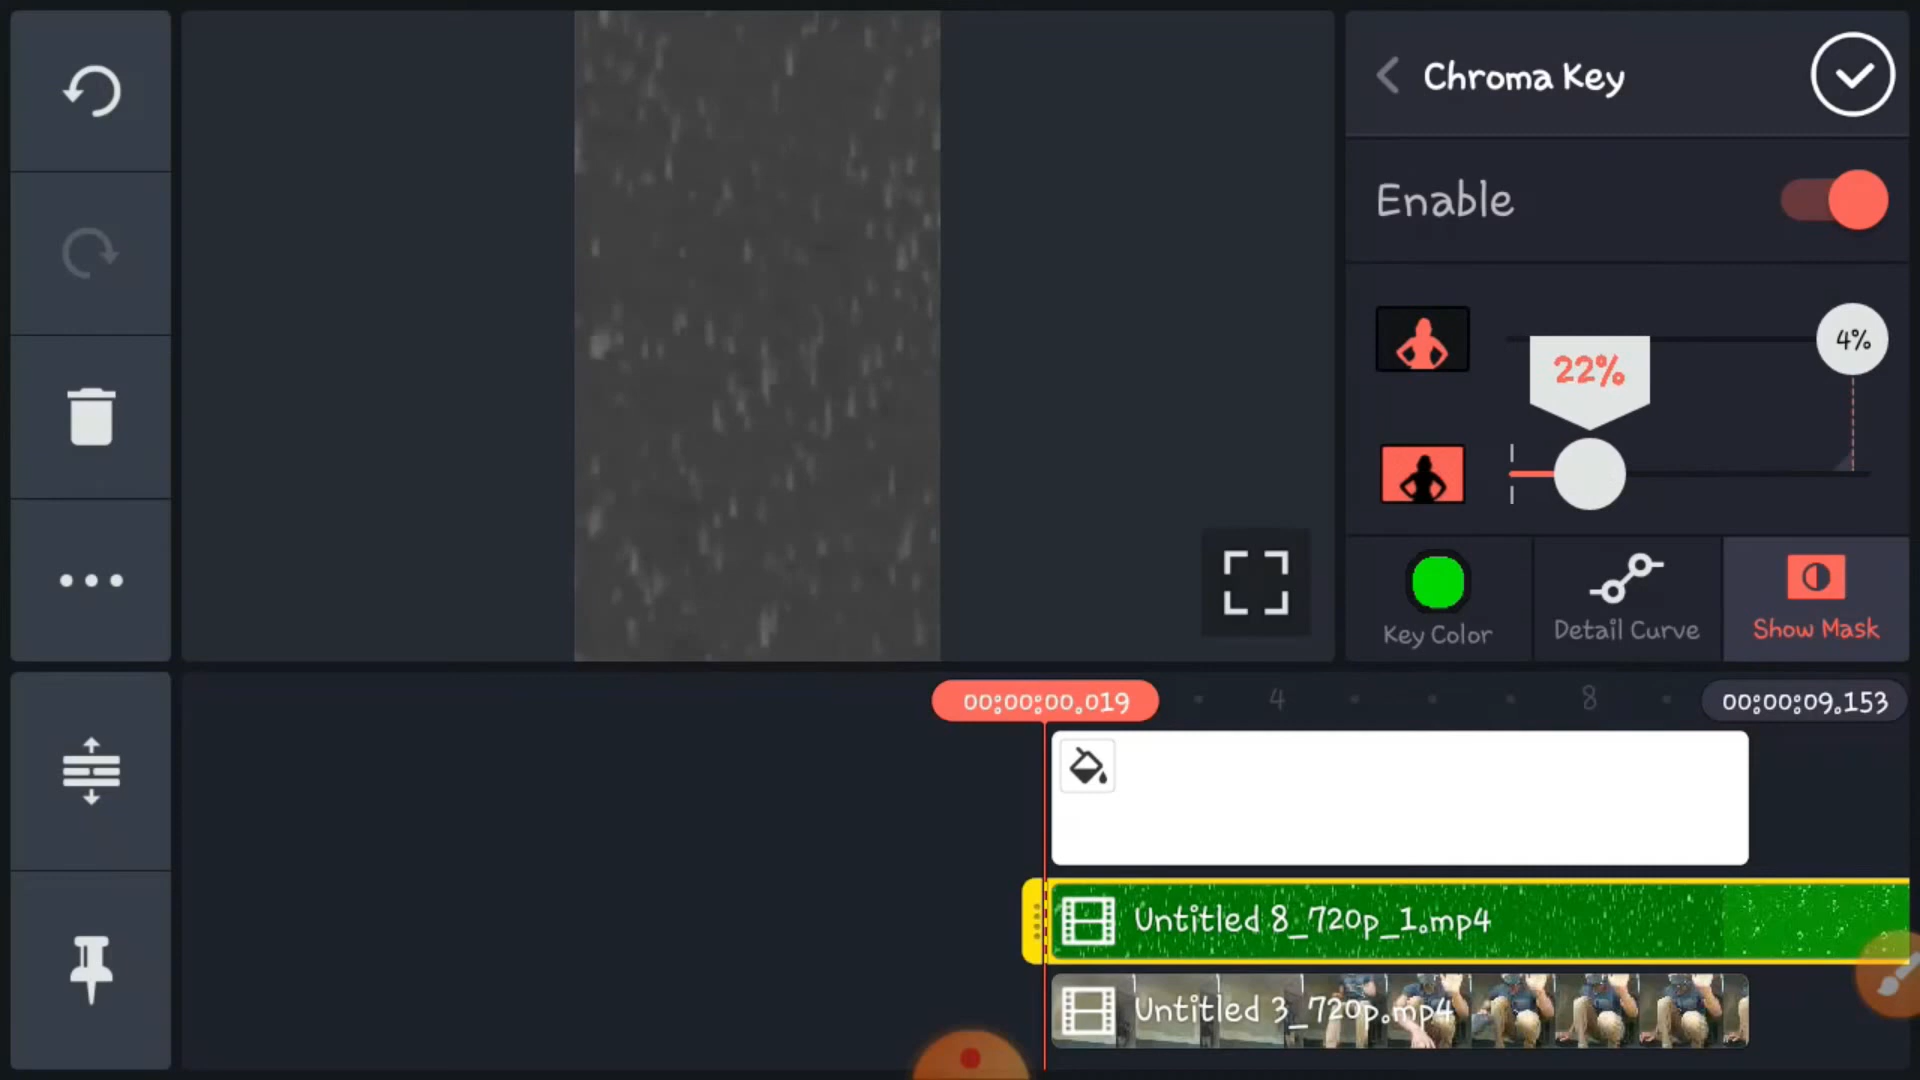 Chroma Key
Enable
4%
22%
Key Color
Detail Curve
Show Mask
00:00:00.019
4
8
00:00:09.153
Untitled 8_720p_1.mp4
Untitled 3_720p.mp4